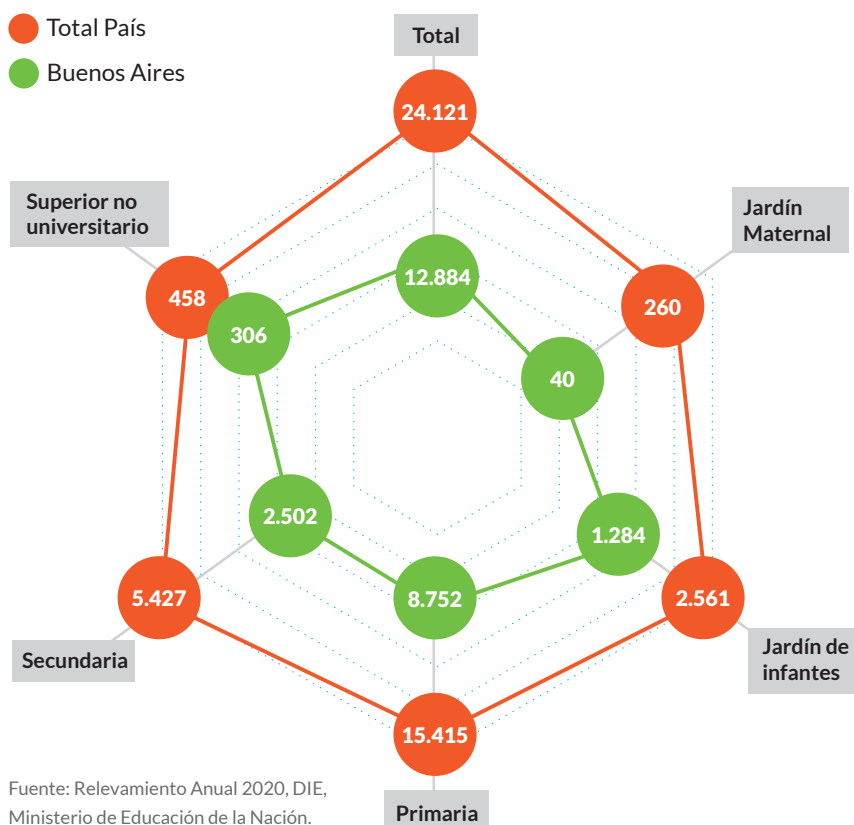 Total País
Buenos Aires
Total
24.121
Superior no
universitario
Jardín
Maternal
458
306
12.884
260
40
2.502
1.284
5.427
8.752
2.561
Secundaria
Jardín de
infantes
15.415
Primaria
Fuente: Relevamiento Anual 2020, DIE,
Ministerio de Educación de la Nación.